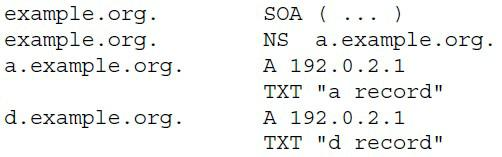 example.org. SOA ( ... )
example.org. NS a.example.org.
a.example.org. A 192.0.2.1
TXT "a record"
d.example.org. A 192.0.2.1
TXT "d record"